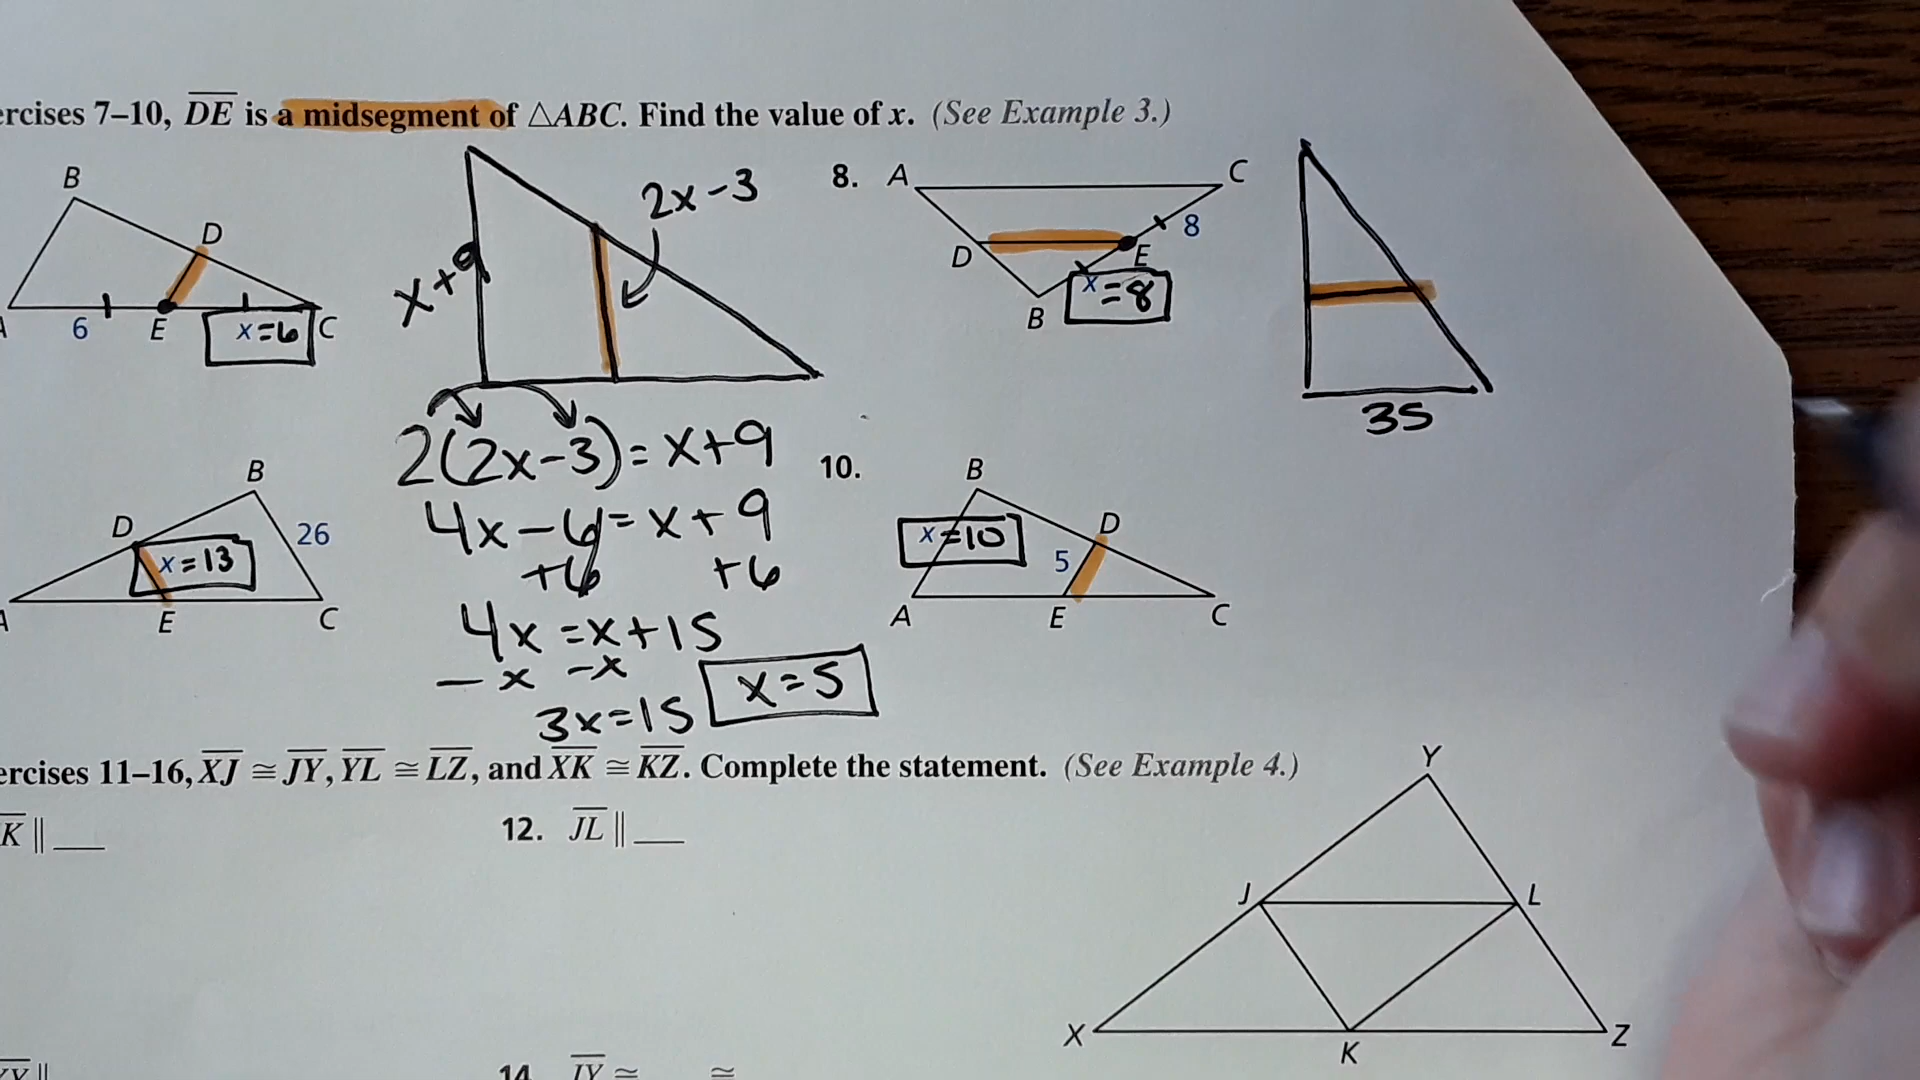 ercises 7–10, DE is a midsegment of △ABC. Find the value of x. (See Example 3.)
B
D
A
6
E
x=6
C
x+9
2x-3
8. A
C
D
8
E
B
x=8
35
2(2x-3)=x+9
4x-6=x+9
+6 +6
4x=x+15
-x -x
3x=15
x=5
B
D
26
x=13
A
E
C
10.
B
D
x=10
5
A
E
C
ercises 11–16, XJ ≅ JY, YL ≅ LZ, and XK ≅ KZ. Complete the statement. (See Example 4.)
K ∥ ___
12. JL ∥ ___
Y
J
L
X
K
Z
XY ∥
14. JY ≅ ≅